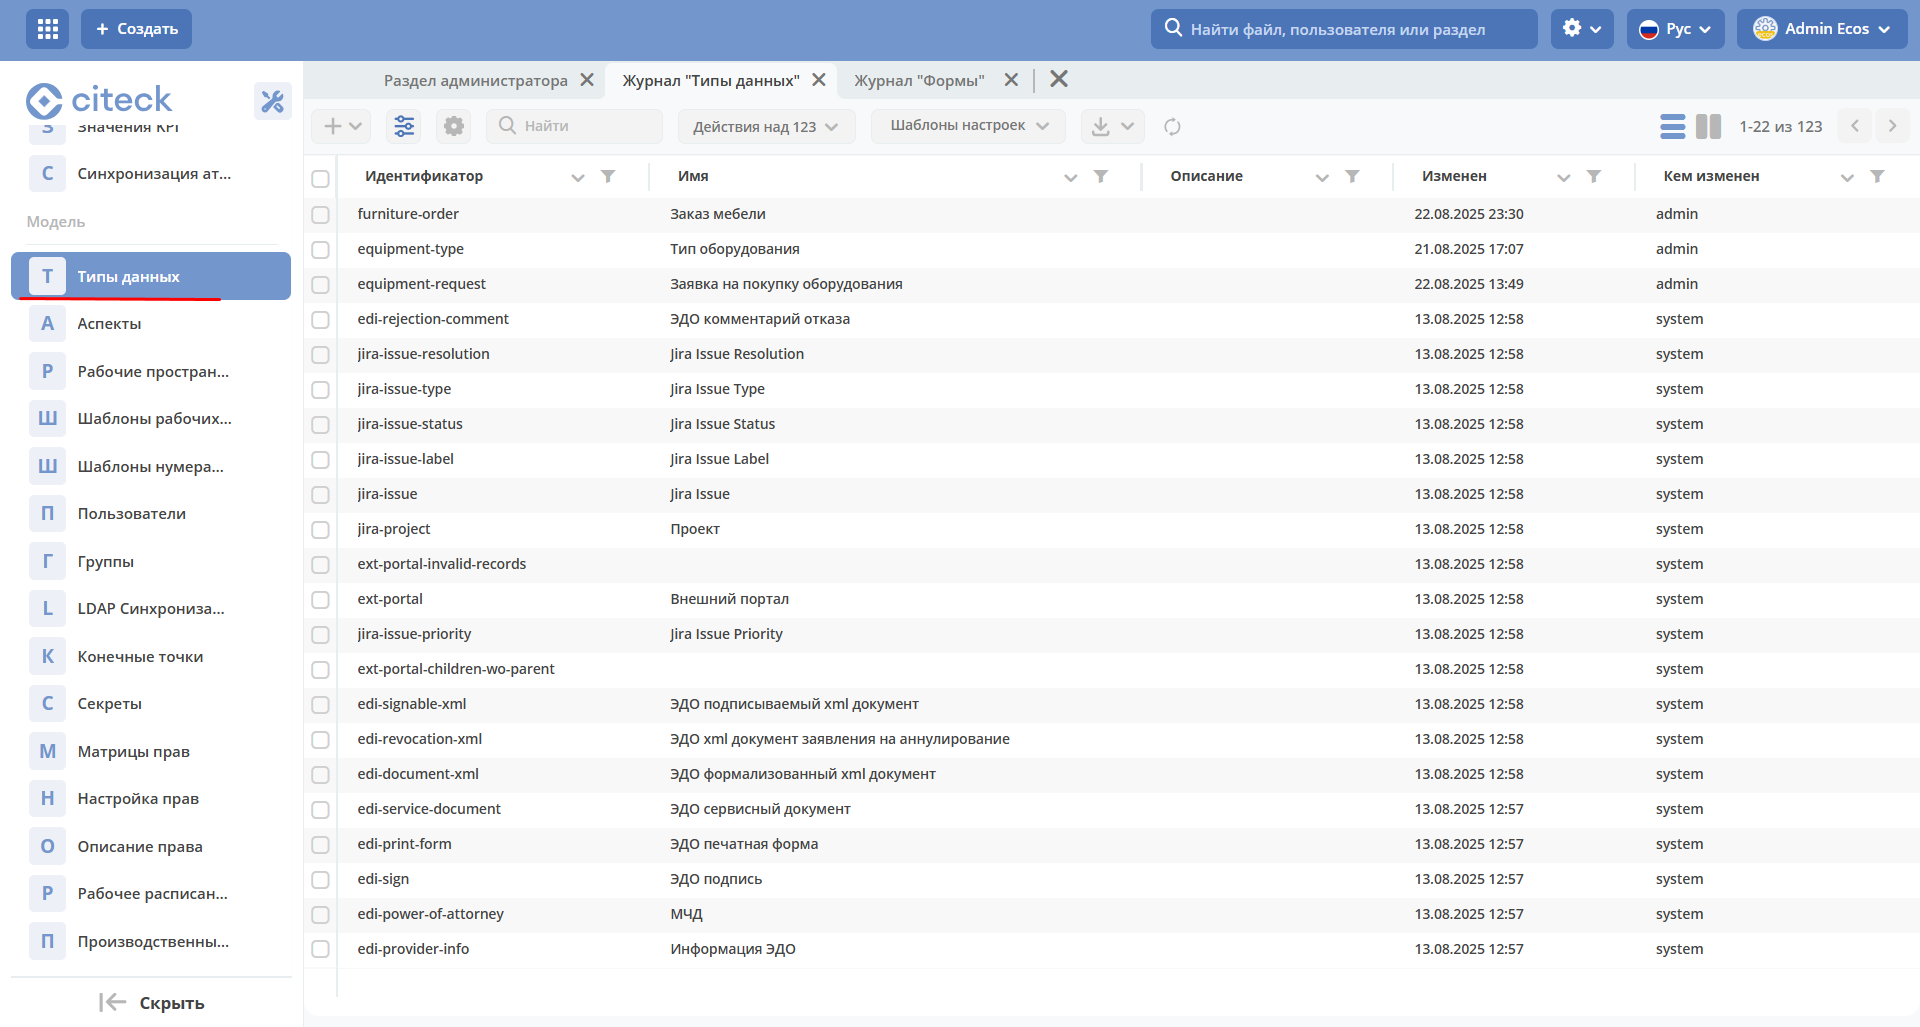 + Создать
Найти файл, пользователя или раздел
Рус
Admin Ecos
citeck
З Значения KPI
С Синхронизация ат...
Модель
Т Типы данных
А Аспекты
Р Рабочие простран...
Ш Шаблоны рабочих...
Ш Шаблоны нумера...
П Пользователи
Г Группы
L LDAP Синхрониза...
К Конечные точки
С Секреты
М Матрицы прав
Н Настройка прав
О Описание права
Р Рабочее расписан...
П Производственны...
Скрыть
Раздел администратора
Журнал "Типы данных"
Журнал "Формы"
Найти
Действия над 123
Шаблоны настроек
1-22 из 123
Идентификатор Имя Описание Изменен Кем изменен
furniture-order Заказ мебели 22.08.2025 23:30 admin
equipment-type Тип оборудования 21.08.2025 17:07 admin
equipment-request Заявка на покупку оборудования 22.08.2025 13:49 admin
edi-rejection-comment ЭДО комментарий отказа 13.08.2025 12:58 system
jira-issue-resolution Jira Issue Resolution 13.08.2025 12:58 system
jira-issue-type Jira Issue Type 13.08.2025 12:58 system
jira-issue-status Jira Issue Status 13.08.2025 12:58 system
jira-issue-label Jira Issue Label 13.08.2025 12:58 system
jira-issue Jira Issue 13.08.2025 12:58 system
jira-project Проект 13.08.2025 12:58 system
ext-portal-invalid-records 13.08.2025 12:58 system
ext-portal Внешний портал 13.08.2025 12:58 system
jira-issue-priority Jira Issue Priority 13.08.2025 12:58 system
ext-portal-children-wo-parent 13.08.2025 12:58 system
edi-signable-xml ЭДО подписываемый xml документ 13.08.2025 12:58 system
edi-revocation-xml ЭДО xml документ заявления на аннулирование 13.08.2025 12:58 system
edi-document-xml ЭДО формализованный xml документ 13.08.2025 12:58 system
edi-service-document ЭДО сервисный документ 13.08.2025 12:57 system
edi-print-form ЭДО печатная форма 13.08.2025 12:57 system
edi-sign ЭДО подпись 13.08.2025 12:57 system
edi-power-of-attorney МЧД 13.08.2025 12:57 system
edi-provider-info Информация ЭДО 13.08.2025 12:57 system